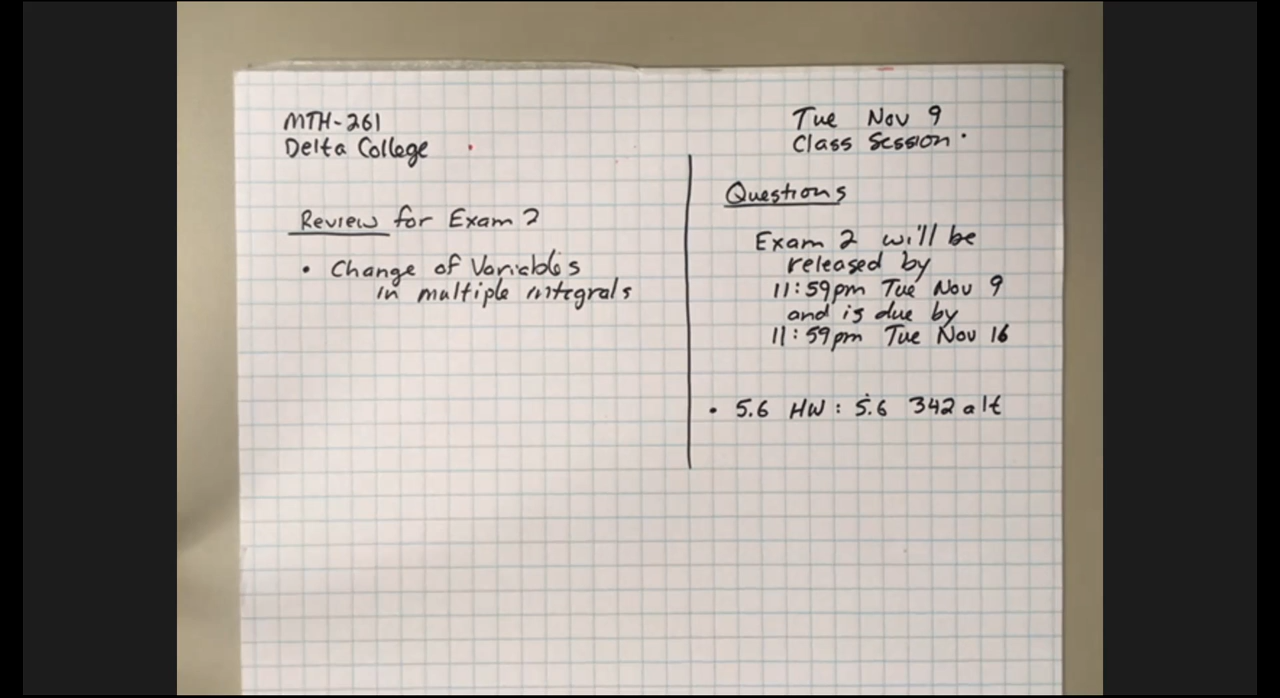 MTH-261
Delta College
Review for Exam 2
• Change of Variables
in multiple integrals
Tue Nov 9
Class Session
Questions
Exam 2 will be
released by
11:59pm Tue Nov 9
and is due by
11:59pm Tue Nov 16
• 5.6 HW: 5.6 342 alt